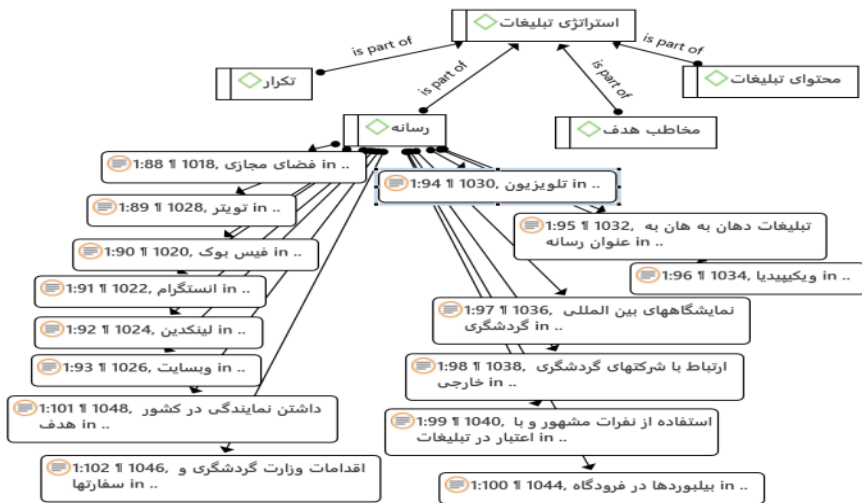 استراتژی تبلیغات
is part of
is part of
is part of
is part of
تکرار
محتوای تبلیغات
رسانه
مخاطب هدف
1:88 ¶ 1018, فضای مجازی in ..
1:94 ¶ 1030, تلویزیون in ..
1:89 ¶ 1028, تویتر in ..
1:95 ¶ 1032, تبلیغات دهان به هان به
عنوان رسانه in ..
1:90 ¶ 1020, فیس بوک in ..
1:96 ¶ 1034, ویکیپیدیا in ..
1:91 ¶ 1022, انستگرام in ..
1:97 ¶ 1036, نمایشگاههای بین المللی
گردشگری in ..
1:92 ¶ 1024, لینکدین in ..
1:98 ¶ 1038, ارتباط با شرکتهای گردشگری
خارجی in ..
1:93 ¶ 1026, وبسایت in ..
1:101 ¶ 1048, داشتن نمایندگی در کشور
هدف in ..
1:99 ¶ 1040, استفاده از نفرات مشهور و با
اعتبار در تبلیغات in ..
1:102 ¶ 1046, اقدامات وزارت گردشگری و
سفارتها in ..
1:100 ¶ 1044, بیلبوردها در فرودگاه in ..